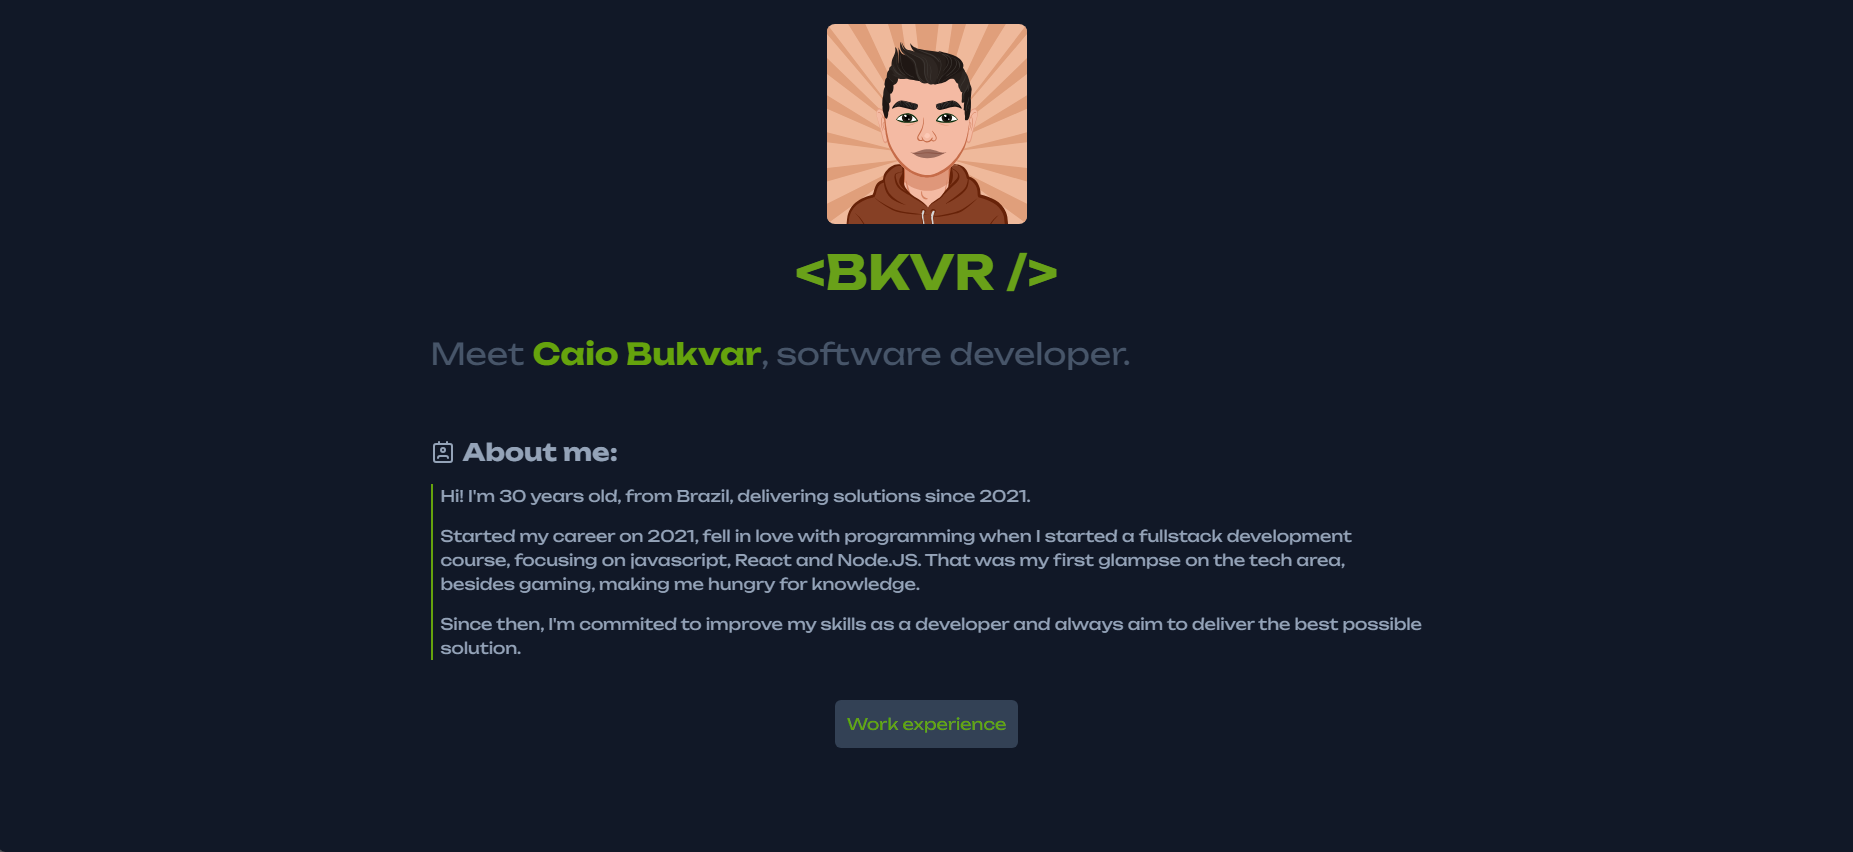 <BKVR />
Meet Caio Bukvar, software developer.
About me:
Hi! I'm 30 years old, from Brazil, delivering solutions since 2021.
Started my career on 2021, fell in love with programming when I started a fullstack development
course, focusing on javascript, React and Node.JS. That was my first glampse on the tech area,
besides gaming, making me hungry for knowledge.
Since then, I'm commited to improve my skills as a developer and always aim to deliver the best possible
solution.
Work experience